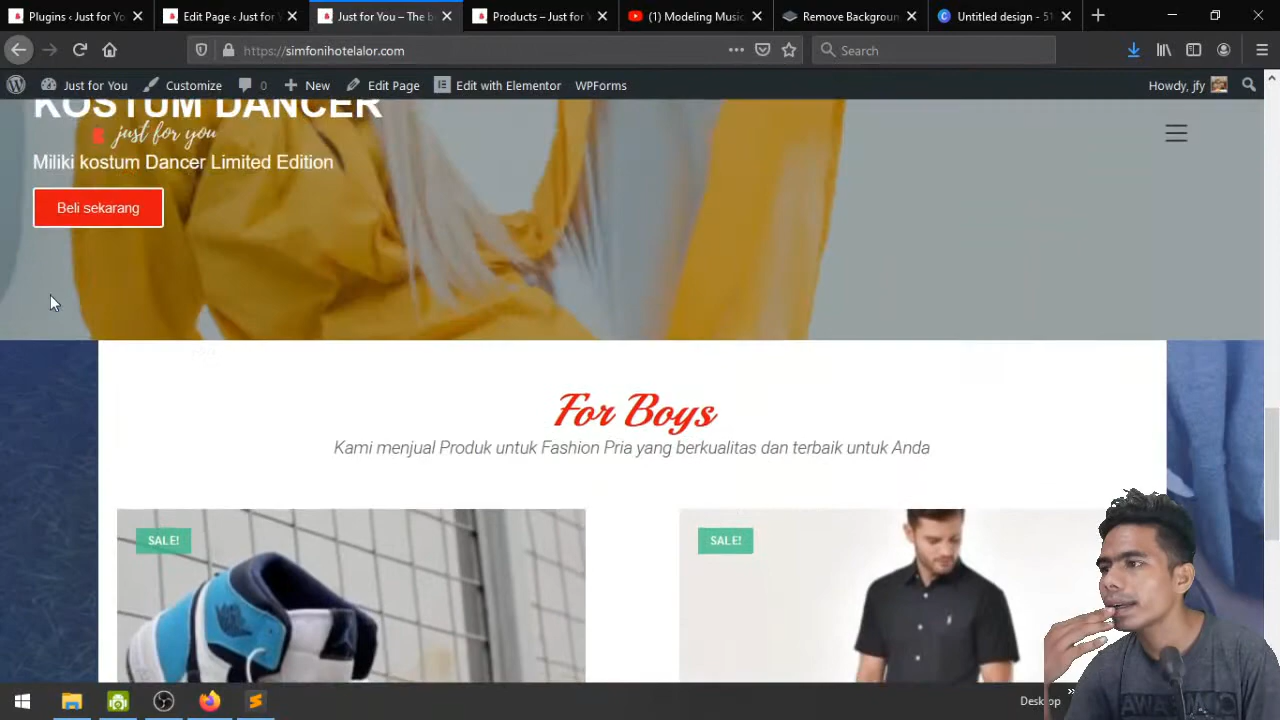 Plugins ‹ Just for Yo
Edit Page ‹ Just for Y
Just for You – The b
Products – Just for Y
(1) Modeling Music
Remove Backgroun
Untitled design - 51
https://simfonihotelalor.com
Search
Just for You
Customize
0
New
Edit Page
Edit with Elementor
WPForms
Howdy, jfy
KOSTUM DANCER
just for you
Miliki kostum Dancer Limited Edition
Beli sekarang
For Boys
Kami menjual Produk untuk Fashion Pria yang berkualitas dan terbaik untuk Anda
SALE!
SALE!
Desktop